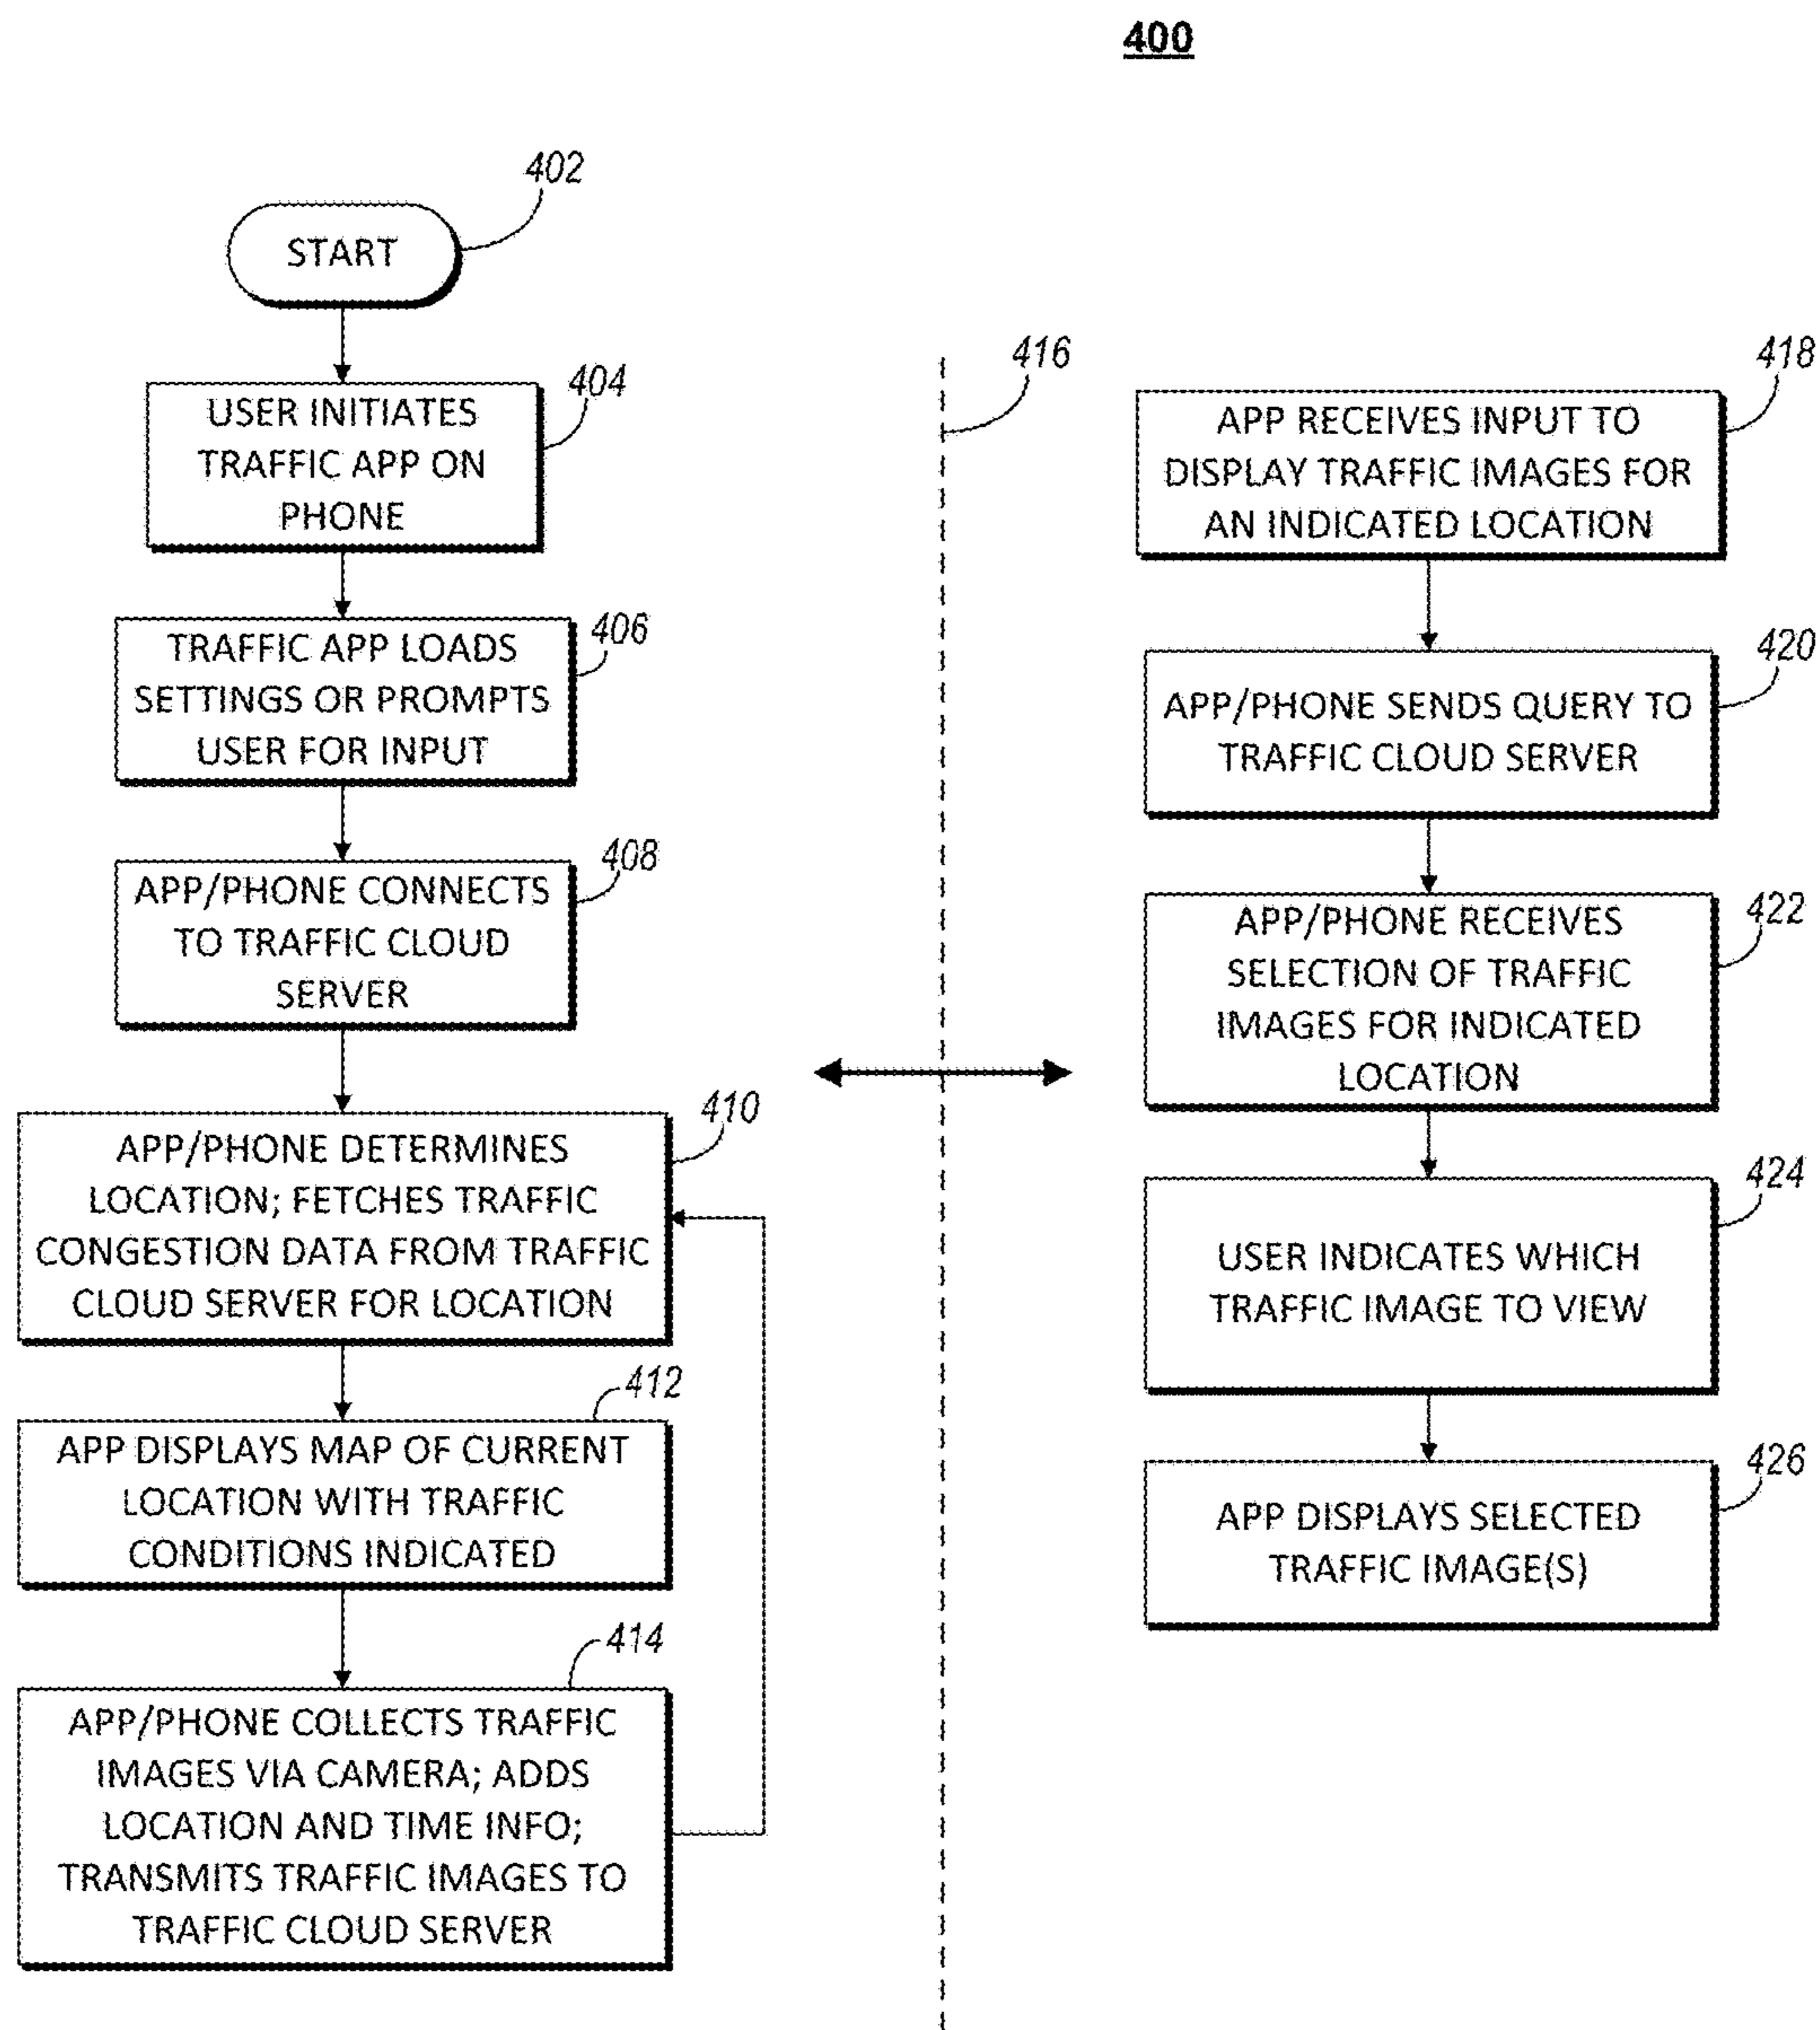 400
402
START
404
USER INITIATES
TRAFFIC APP ON
PHONE
406
TRAFFIC APP LOADS
SETTINGS OR PROMPTS
USER FOR INPUT
408
APP/PHONE CONNECTS
TO TRAFFIC CLOUD
SERVER
410
APP/PHONE DETERMINES
LOCATION; FETCHES TRAFFIC
CONGESTION DATA FROM TRAFFIC
CLOUD SERVER FOR LOCATION
412
APP DISPLAYS MAP OF CURRENT
LOCATION WITH TRAFFIC
CONDITIONS INDICATED
414
APP/PHONE COLLECTS TRAFFIC
IMAGES VIA CAMERA; ADDS
LOCATION AND TIME INFO;
TRANSMITS TRAFFIC IMAGES TO
TRAFFIC CLOUD SERVER
416
418
APP RECEIVES INPUT TO
DISPLAY TRAFFIC IMAGES FOR
AN INDICATED LOCATION
420
APP/PHONE SENDS QUERY TO
TRAFFIC CLOUD SERVER
422
APP/PHONE RECEIVES
SELECTION OF TRAFFIC
IMAGES FOR INDICATED
LOCATION
424
USER INDICATES WHICH
TRAFFIC IMAGE TO VIEW
426
APP DISPLAYS SELECTED
TRAFFIC IMAGE(S)